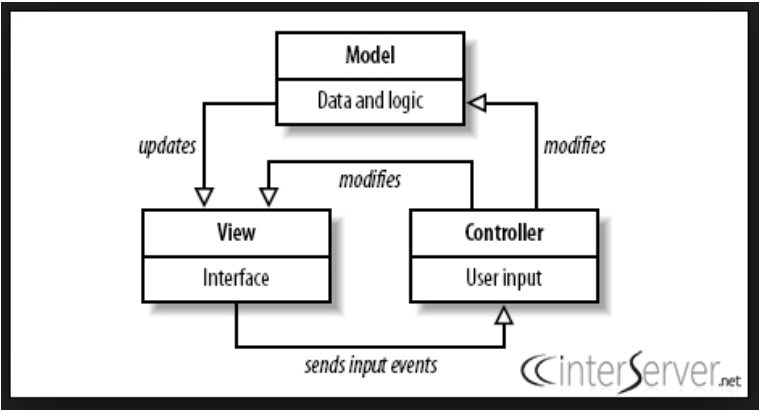 Model
Data and logic
updates
modifies
modifies
View
Controller
Interface
User input
sends input events
interServer.net